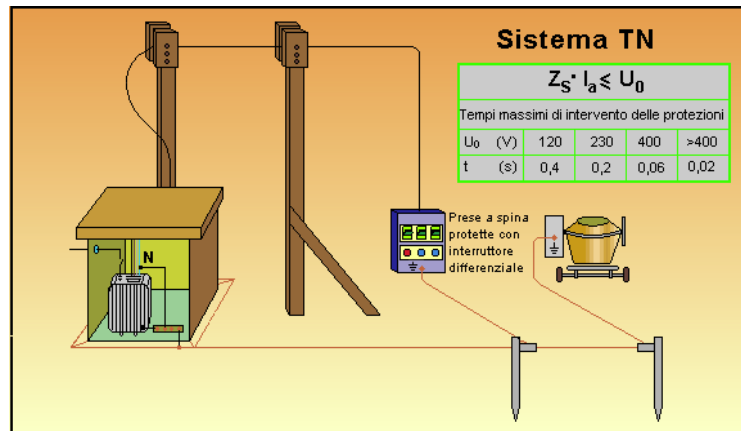 Sistema TN
Zs· Ia ≤ U0
Tempi massimi di intervento delle protezioni
U0 (V) 120 230 400 >400
t (s) 0,4 0,2 0,06 0,02
Prese a spina
protette con
interruttore
differenziale
N